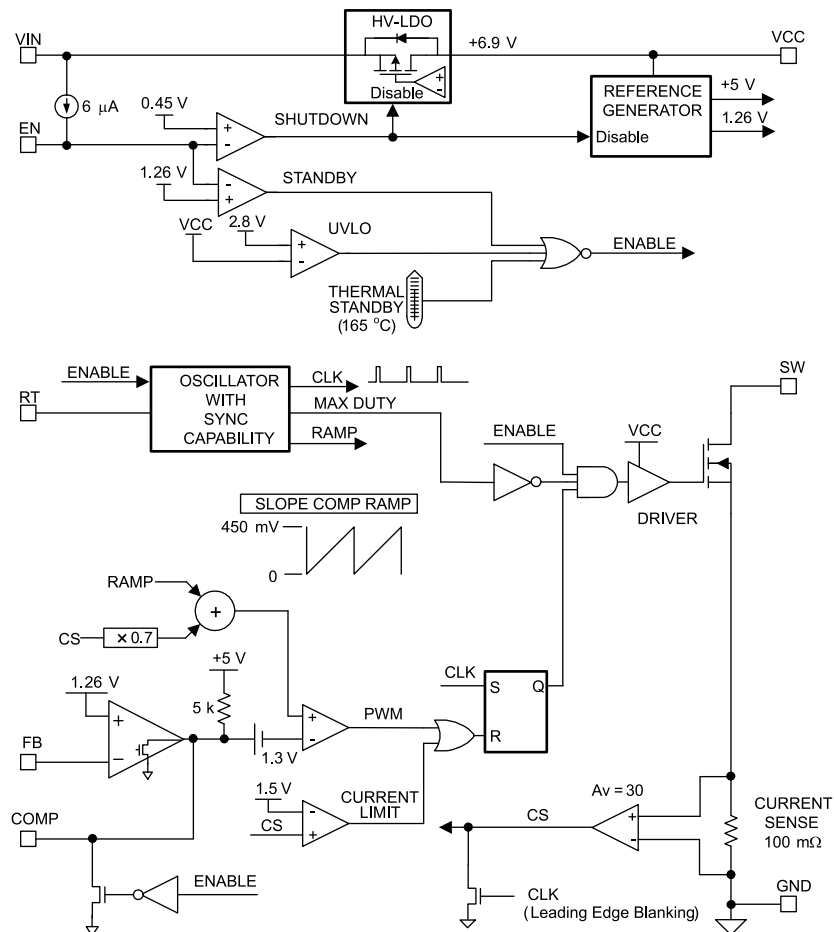 HV-LDO
VIN
+6.9 V
VCC
Disable
REFERENCE
GENERATOR
Disable
+5 V
1.26 V
6 μA
0.45 V
EN
SHUTDOWN
1.26 V
STANDBY
VCC
2.8 V
UVLO
ENABLE
THERMAL
STANDBY
(165 °C)
ENABLE
OSCILLATOR
WITH
SYNC
CAPABILITY
CLK
MAX DUTY
RAMP
RT
SW
ENABLE
VCC
DRIVER
SLOPE COMP RAMP
450 mV
0
RAMP
+
CS
× 0.7
+5 V
5 k
1.26 V
+
−
FB
+
-
1.3 V
PWM
CLK
S
Q
R
1.5 V
-
CS
+
CURRENT
LIMIT
COMP
ENABLE
Av = 30
+
-
CS
CURRENT
SENSE
100 mΩ
CLK
(Leading Edge Blanking)
GND